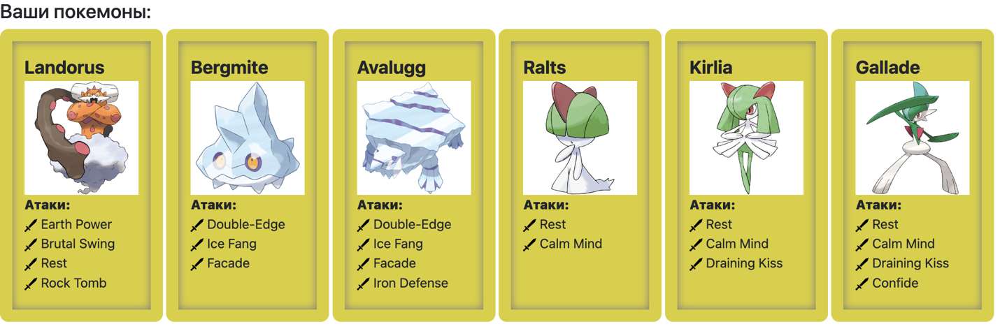 Ваши покемоны:
Landorus
Атаки:
Earth Power
Brutal Swing
Rest
Rock Tomb
Bergmite
Атаки:
Double-Edge
Ice Fang
Facade
Avalugg
Атаки:
Double-Edge
Ice Fang
Facade
Iron Defense
Ralts
Атаки:
Rest
Calm Mind
Kirlia
Атаки:
Rest
Calm Mind
Draining Kiss
Gallade
Атаки:
Rest
Calm Mind
Draining Kiss
Confide